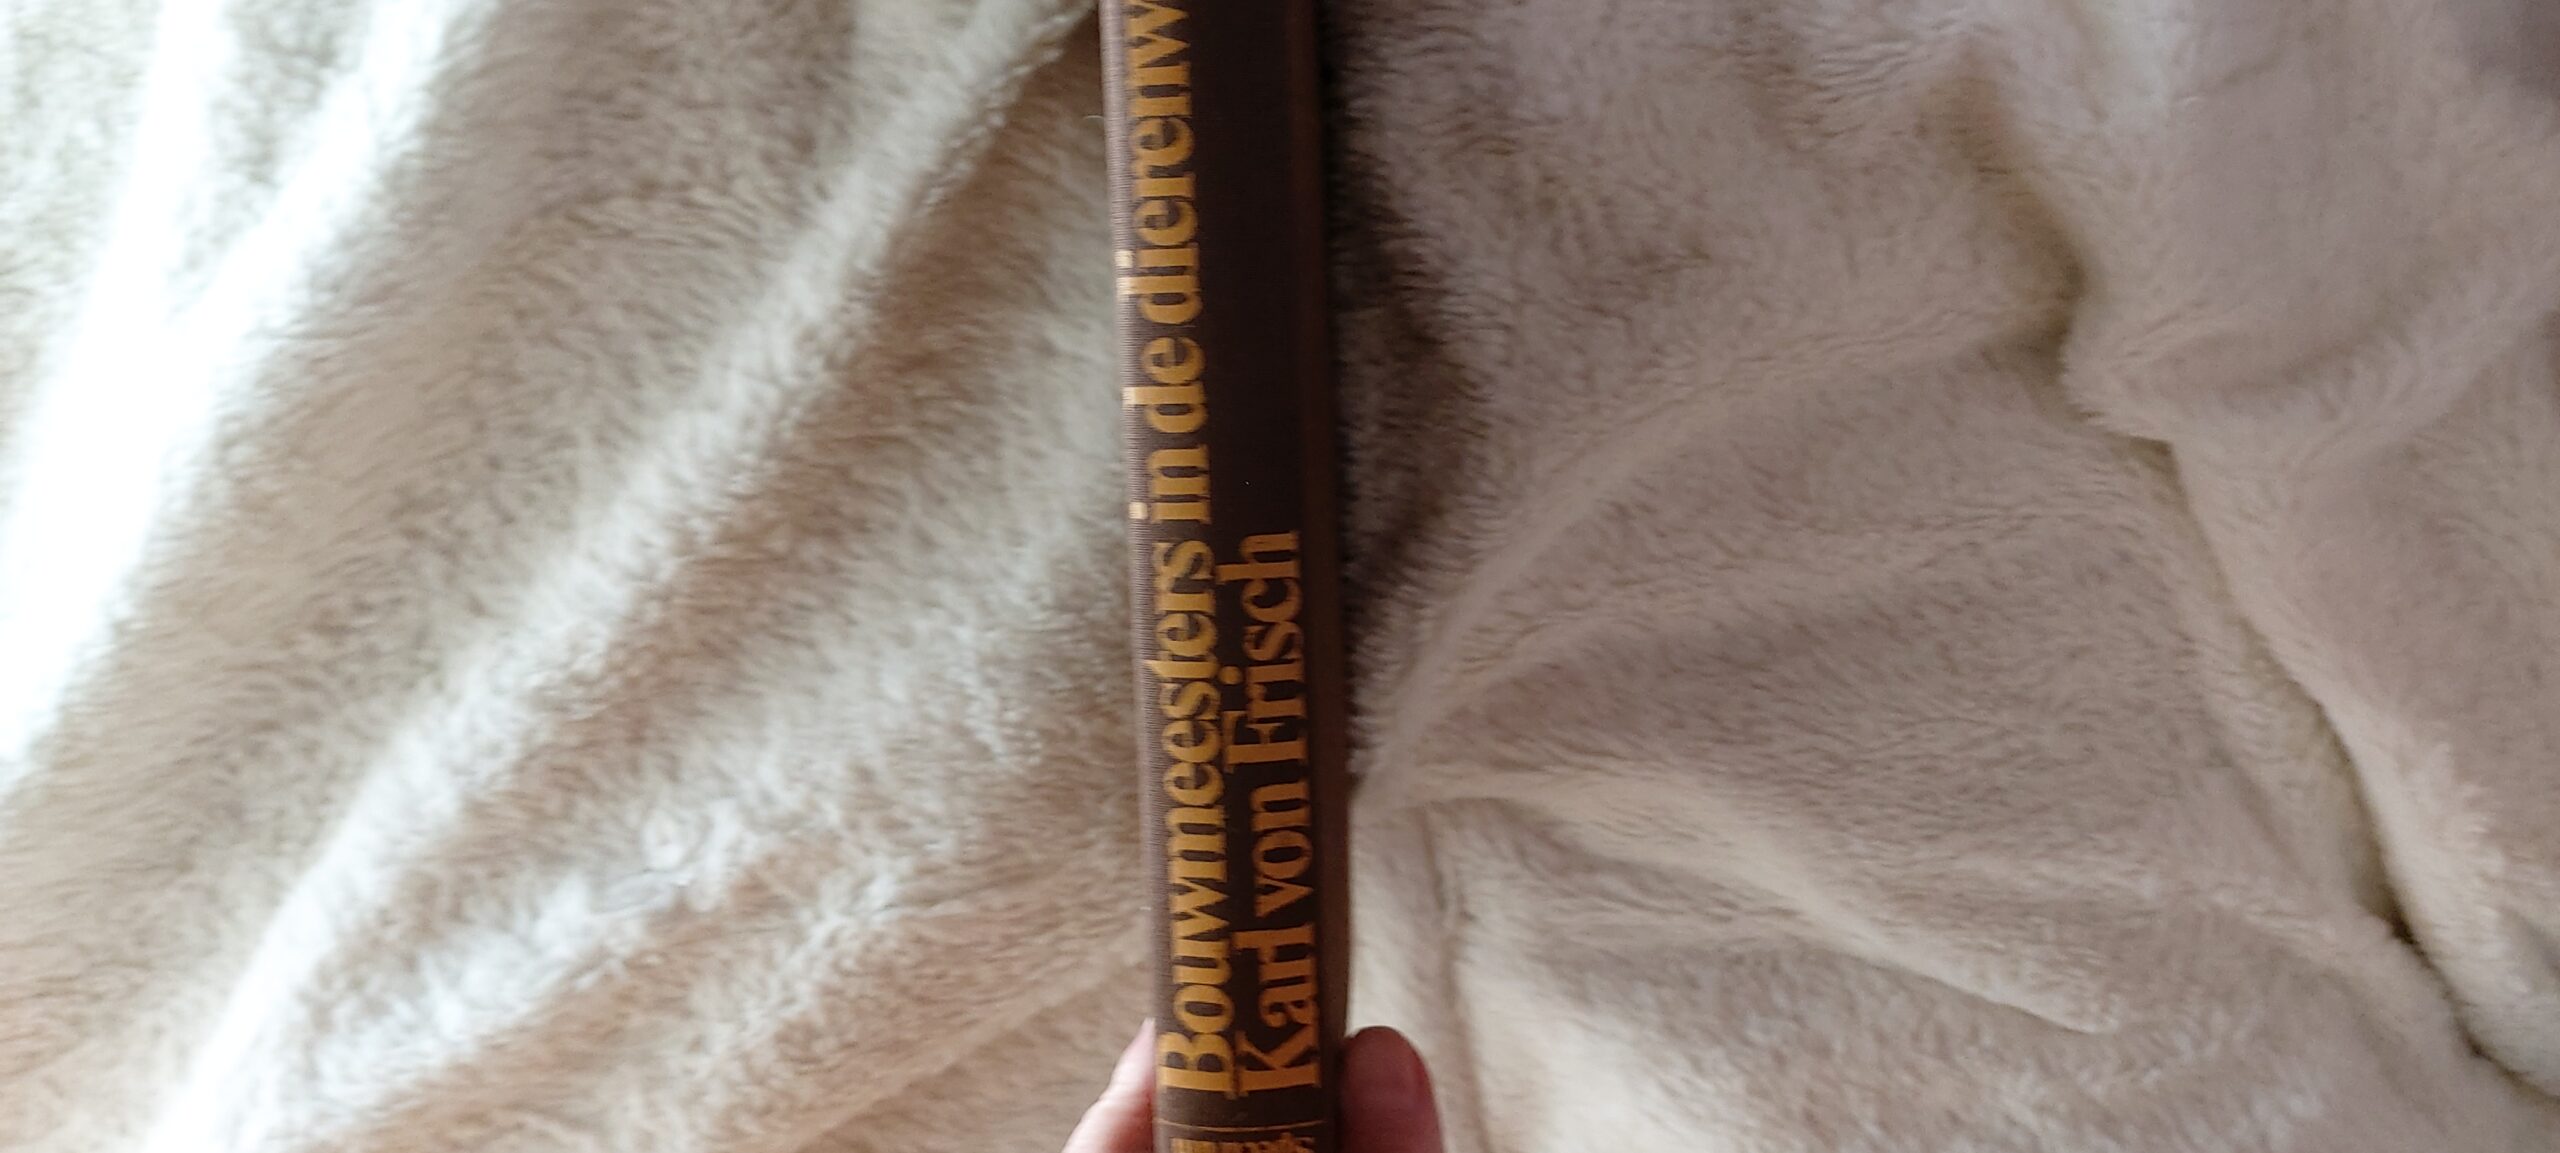 Bouwmeesters in de dierenw
Karl von Frisch